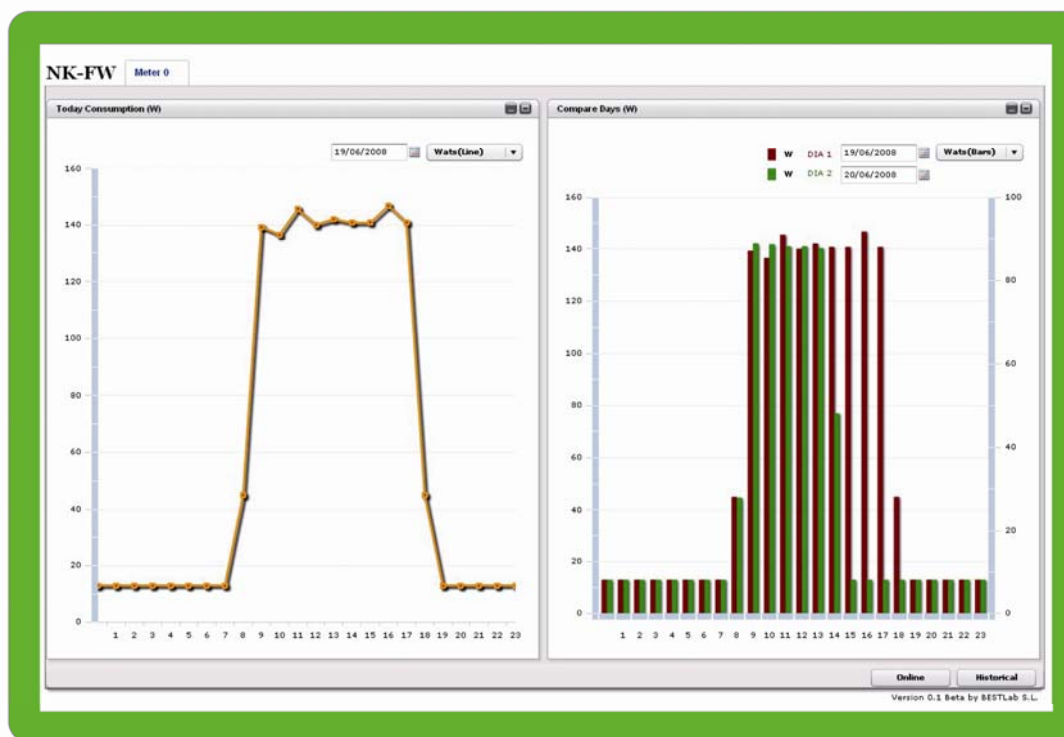 NK-FW Meter 0
Today Consumption (W)
19/06/2008 Wats(Line)
160
140
120
100
80
60
40
20
0
1 2 3 4 5 6 7 8 9 10 11 12 13 14 15 16 17 18 19 20 21 22 23
Compare Days (W)
W DIA 1 19/06/2008 Wats(Bars)
W DIA 2 20/06/2008
160 100
140
120 80
100 60
80
60 40
40
20 20
0 0
1 2 3 4 5 6 7 8 9 10 11 12 13 14 15 16 17 18 19 20 21 22 23
Online Historical
Version 0.1 Beta by BESTLab S.L.